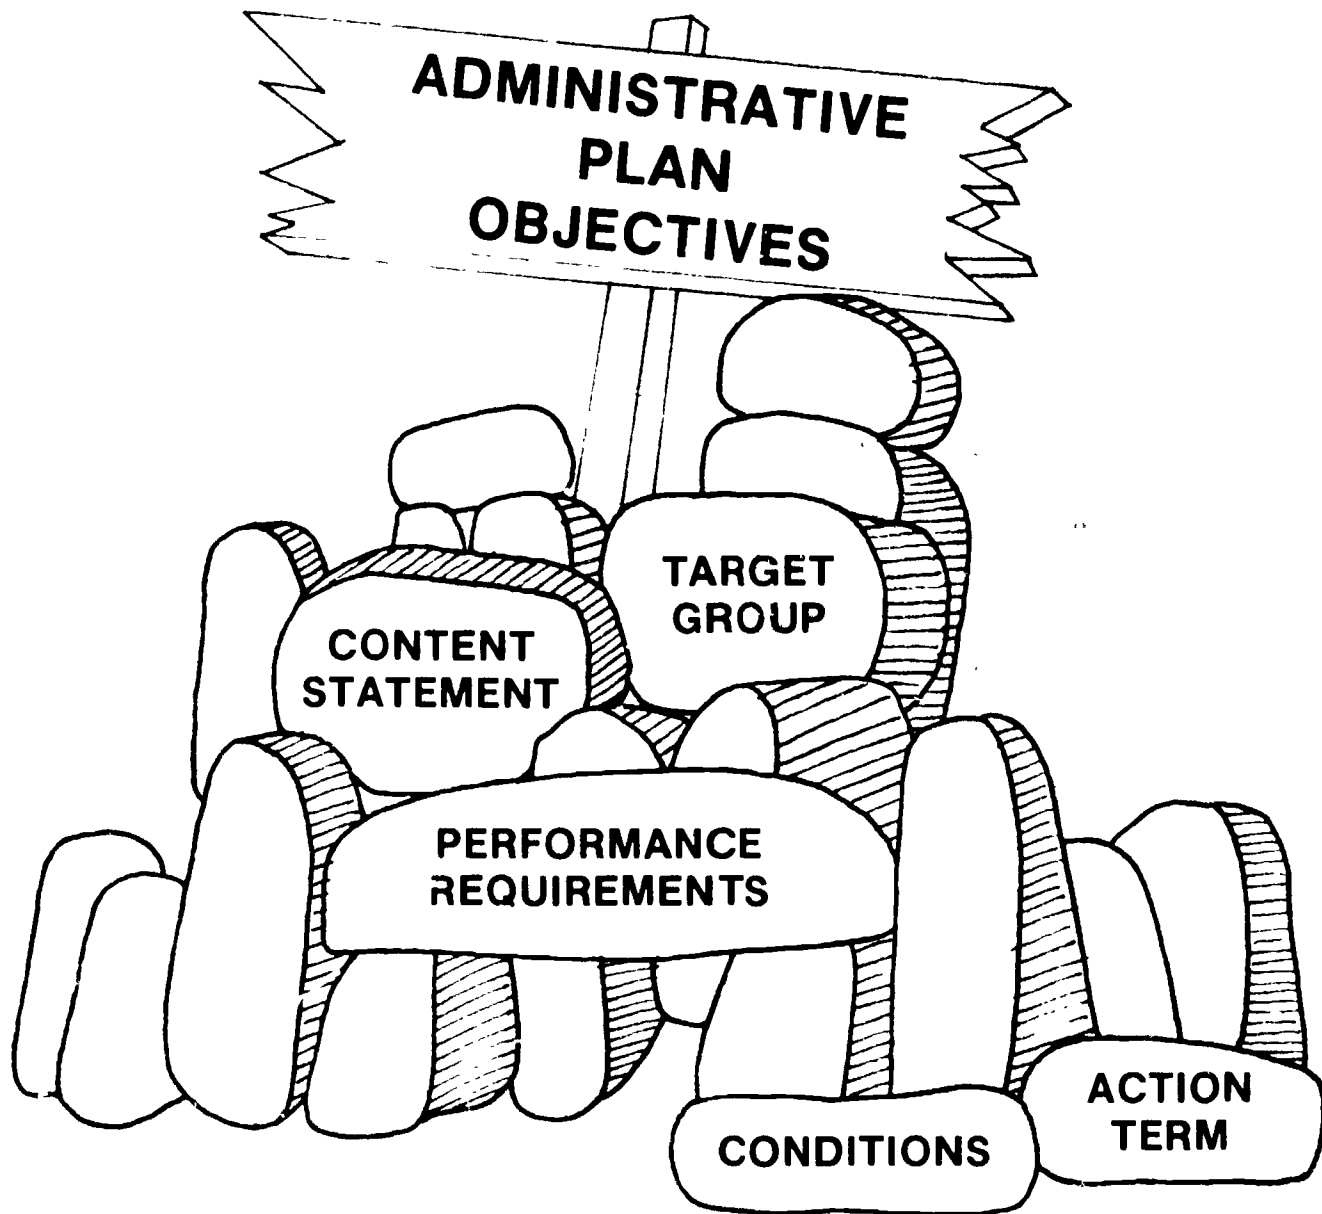 ADMINISTRATIVE
PLAN
OBJECTIVES
TARGET
GROUP
CONTENT
STATEMENT
PERFORMANCE
REQUIREMENTS
ACTION
TERM
CONDITIONS